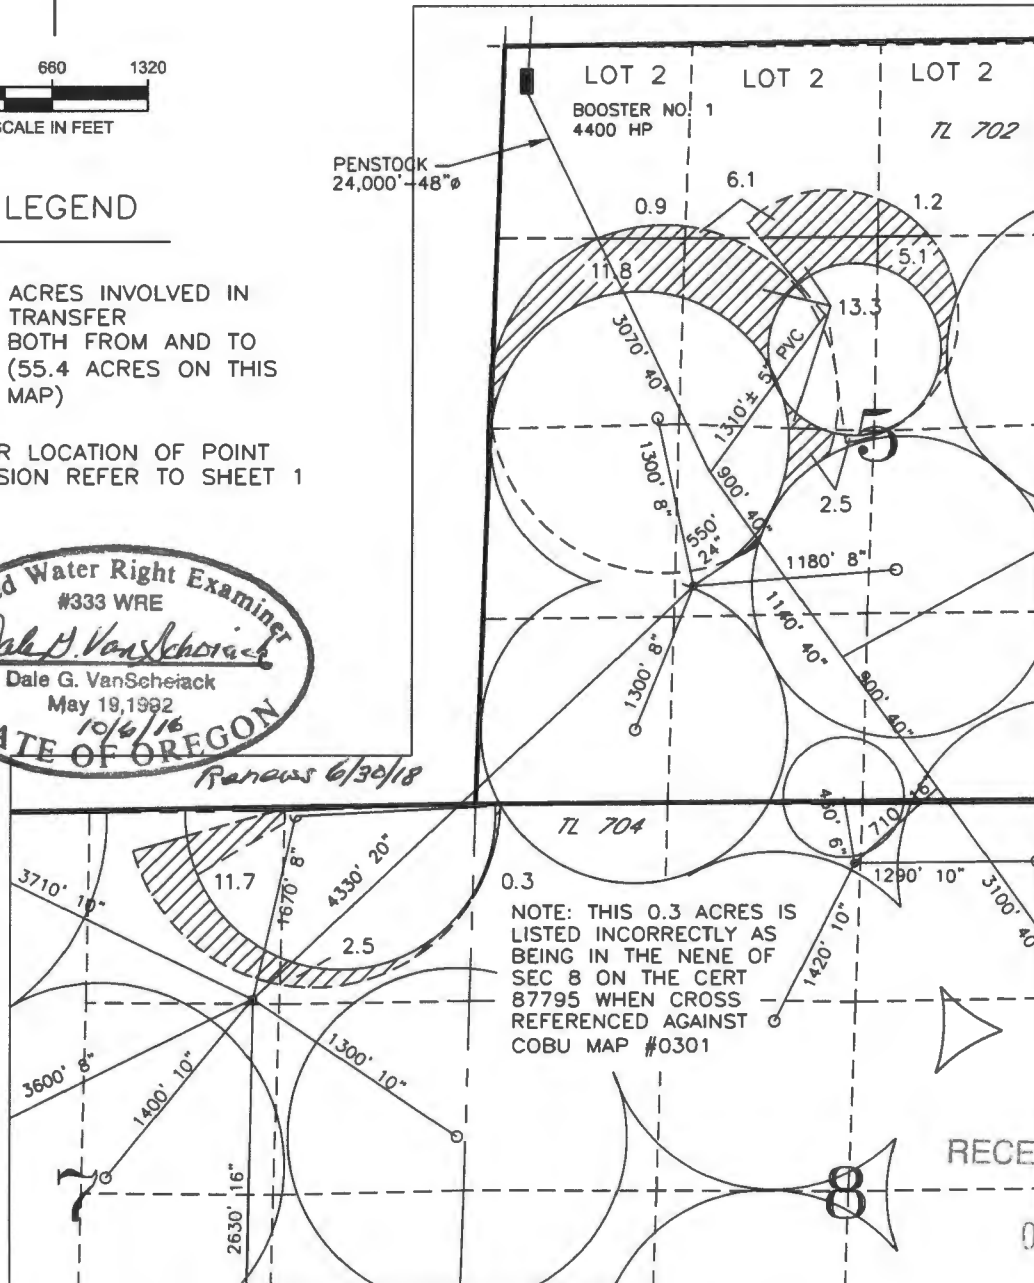 660 1320
SCALE IN FEET
LEGEND
ACRES INVOLVED IN
TRANSFER
BOTH FROM AND TO
(55.4 ACRES ON THIS
MAP)
R LOCATION OF POINT
SION REFER TO SHEET 1
d Water Right Examiner
#333 WRE
Dale G. VanScheiack
Dale G. VanScheiack
May 19,1992
10/6/16
ATE OF OREGON
Renews 6/30/18
LOT 2 LOT 2 LOT 2
BOOSTER NO. 1
4400 HP
TL 702
PENSTOCK
24,000'-48"ø
6.1
0.9
1.2
11.8
5.1
13.3
3070' 40"
1310'± 5" PVC
5
1300' 8"
900' 40"
2.5
550'
24"
1180' 8"
1140' 40"
1300' 8"
900' 40"
TL 704
450' 6"
710' 16"
1290' 10"
3100' 40"
1420' 10"
3710' 10"
11.7
1670' 8"
4330' 20"
0.3
2.5
NOTE: THIS 0.3 ACRES IS
LISTED INCORRECTLY AS
BEING IN THE NENE OF
SEC 8 ON THE CERT
87795 WHEN CROSS
REFERENCED AGAINST
COBU MAP #0301
3600' 8"
1400' 10"
1300' 10"
2630' 16"
7
8
RECE
0